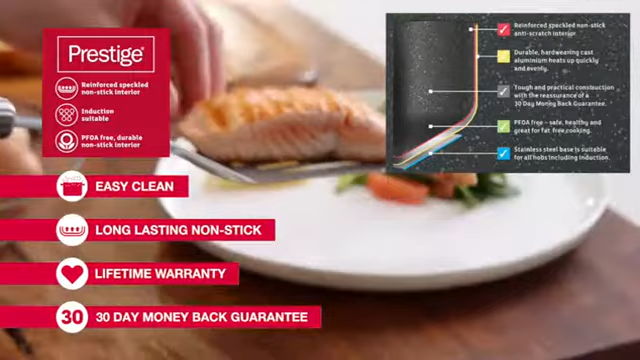 Prestige®
Reinforced speckled
non-stick interior
Induction
suitable
PFOA free, durable
non-stick interior
EASY CLEAN
LONG LASTING NON-STICK
LIFETIME WARRANTY
30
30 DAY MONEY BACK GUARANTEE
Reinforced speckled non-stick
anti-scratch interior.
Durable, hardwearing cast
aluminium heats up quickly
and evenly.
Tough and practical construction
with the reassurance of a
30 Day Money Back Guarantee.
PFOA free – safe, healthy and
great for fat free cooking.
Stainless steel base is suitable
for all hobs including induction.